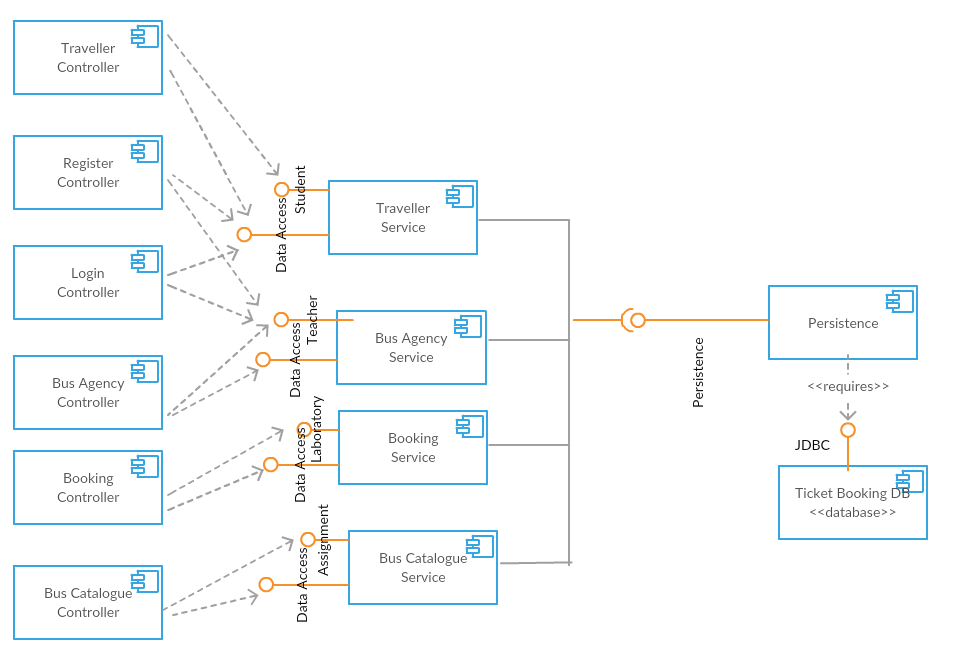 Traveller
Controller
Register
Controller
Login
Controller
Bus Agency
Controller
Booking
Controller
Bus Catalogue
Controller
Student
Data Access
Teacher
Data Access
Laboratory
Data Access
Assignment
Data Access
Traveller
Service
Bus Agency
Service
Booking
Service
Bus Catalogue
Service
Persistence
Persistence
<<requires>>
JDBC
Ticket Booking DB
<<database>>